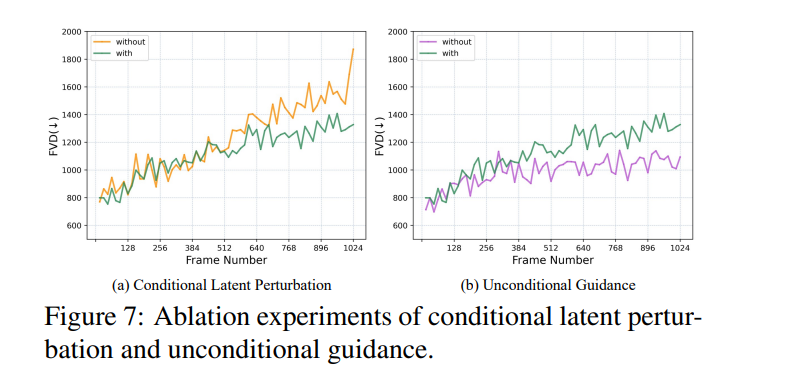 2000
1800
1600
1400
1200
1000
800
600
FVD(↓)
without
with
128 256 384 512 640 768 896 1024
Frame Number
(a) Conditional Latent Perturbation
2000
1800
1600
1400
1200
1000
800
600
FVD(↓)
without
with
128 256 384 512 640 768 896 1024
Frame Number
(b) Unconditional Guidance
Figure 7: Ablation experiments of conditional latent pertur-
bation and unconditional guidance.